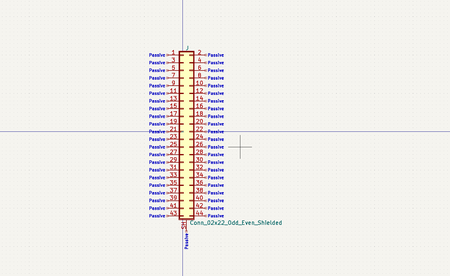 J
Passive 1 2 Passive
Passive 3 4 Passive
Passive 5 6 Passive
Passive 7 8 Passive
Passive 9 10 Passive
Passive 11 12 Passive
Passive 13 14 Passive
Passive 15 16 Passive
Passive 17 18 Passive
Passive 19 20 Passive
Passive 21 22 Passive
Passive 23 24 Passive
Passive 25 26 Passive
Passive 27 28 Passive
Passive 29 30 Passive
Passive 31 32 Passive
Passive 33 34 Passive
Passive 35 36 Passive
Passive 37 38 Passive
Passive 39 40 Passive
Passive 41 42 Passive
Passive 43 44 Passive
Conn_02x22_Odd_Even_Shielded
SH
Passive